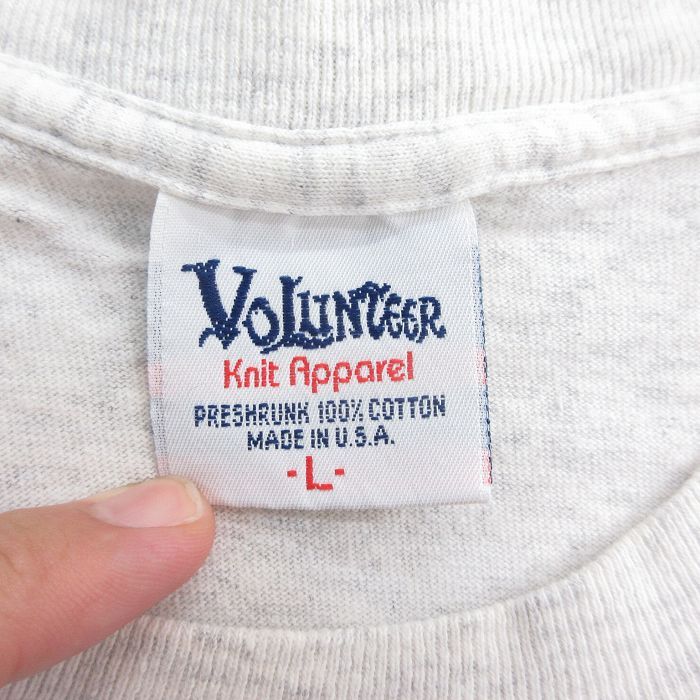 VOLUNTEER
Knit Apparel
PRESHRUNK 100% COTTON
MADE IN U.S.A.
-L-